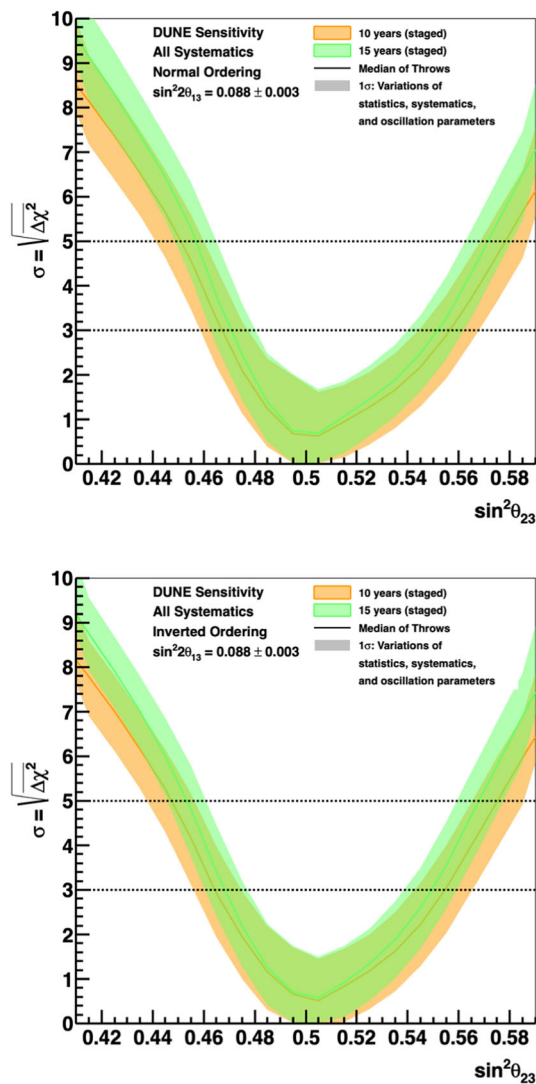 DUNE Sensitivity
All Systematics
Normal Ordering
sin²2θ₁₃ = 0.088 ± 0.003
10 years (staged)
15 years (staged)
Median of Throws
1σ: Variations of
statistics, systematics,
and oscillation parameters
σ = √Δχ²
10
9
8
7
6
5
4
3
2
1
0
0.42 0.44 0.46 0.48 0.5 0.52 0.54 0.56 0.58
sin²θ₂₃
DUNE Sensitivity
All Systematics
Inverted Ordering
sin²2θ₁₃ = 0.088 ± 0.003
10 years (staged)
15 years (staged)
Median of Throws
1σ: Variations of
statistics, systematics,
and oscillation parameters
σ = √Δχ²
10
9
8
7
6
5
4
3
2
1
0
0.42 0.44 0.46 0.48 0.5 0.52 0.54 0.56 0.58
sin²θ₂₃